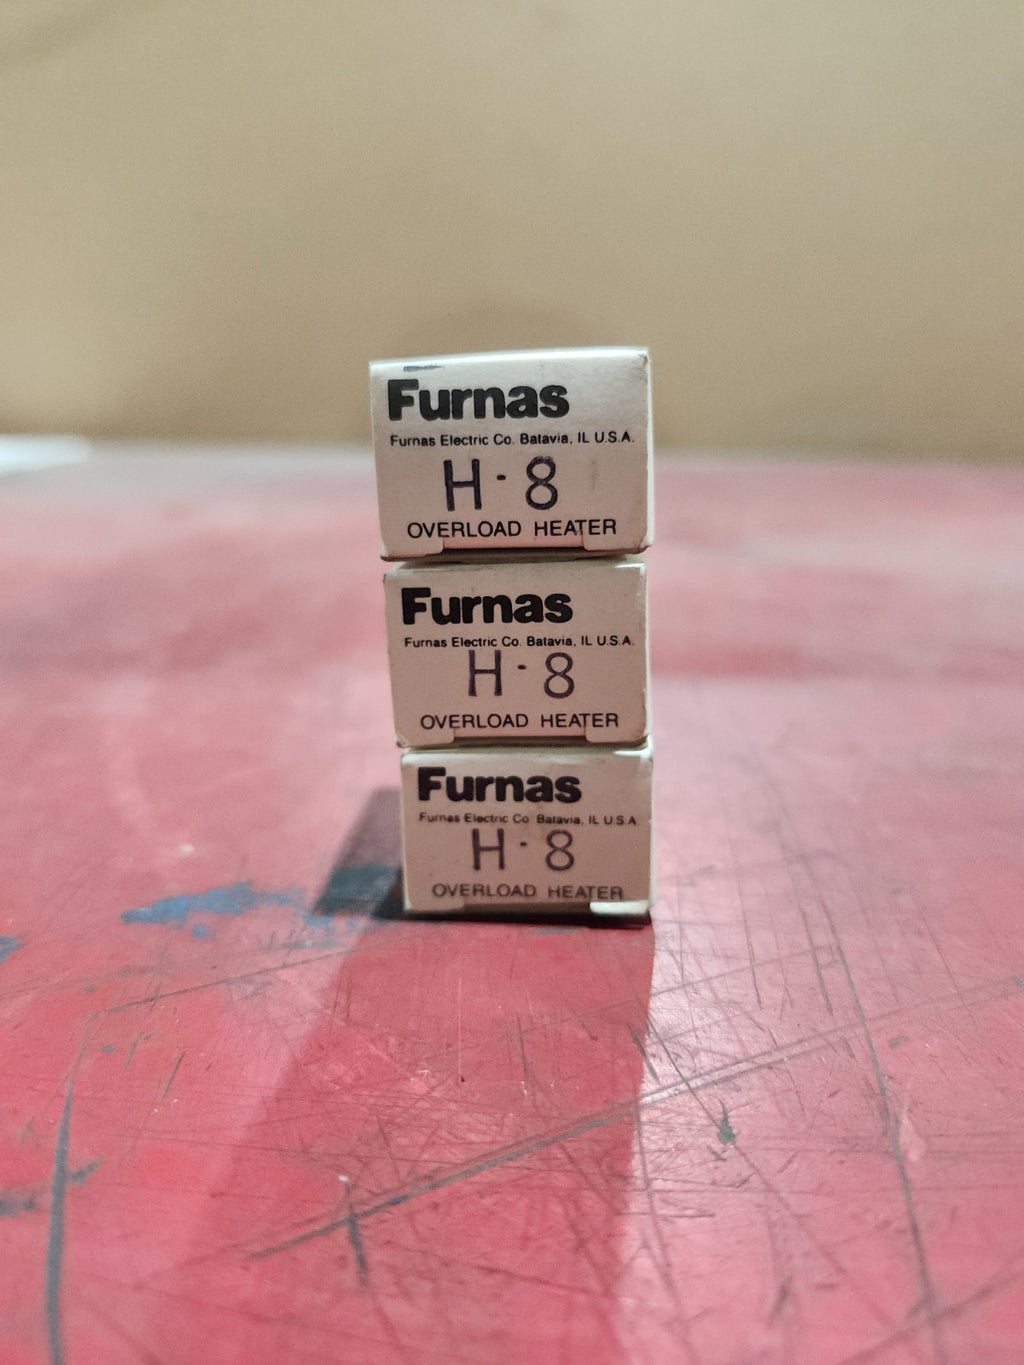 Furnas
Furnas Electric Co. Batavia, IL U.S.A.
H-8
OVERLOAD HEATER
Furnas
Furnas Electric Co. Batavia, IL U.S.A.
H-8
OVERLOAD HEATER
Furnas
Furnas Electric Co. Batavia, IL U.S.A.
H-8
OVERLOAD HEATER